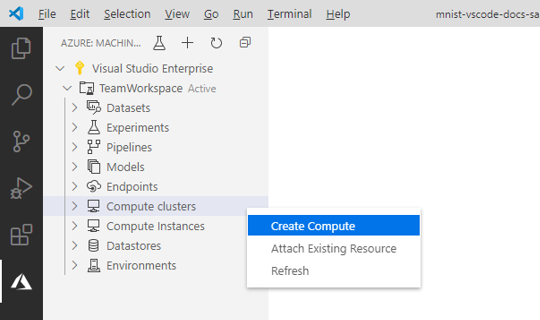 File Edit Selection View Go Run Terminal Help mnist-vscode-docs-sa
AZURE: MACHIN...
Visual Studio Enterprise
TeamWorkspace Active
Datasets
Experiments
Pipelines
Models
Endpoints
Compute clusters
Compute Instances
Datastores
Environments
Create Compute
Attach Existing Resource
Refresh